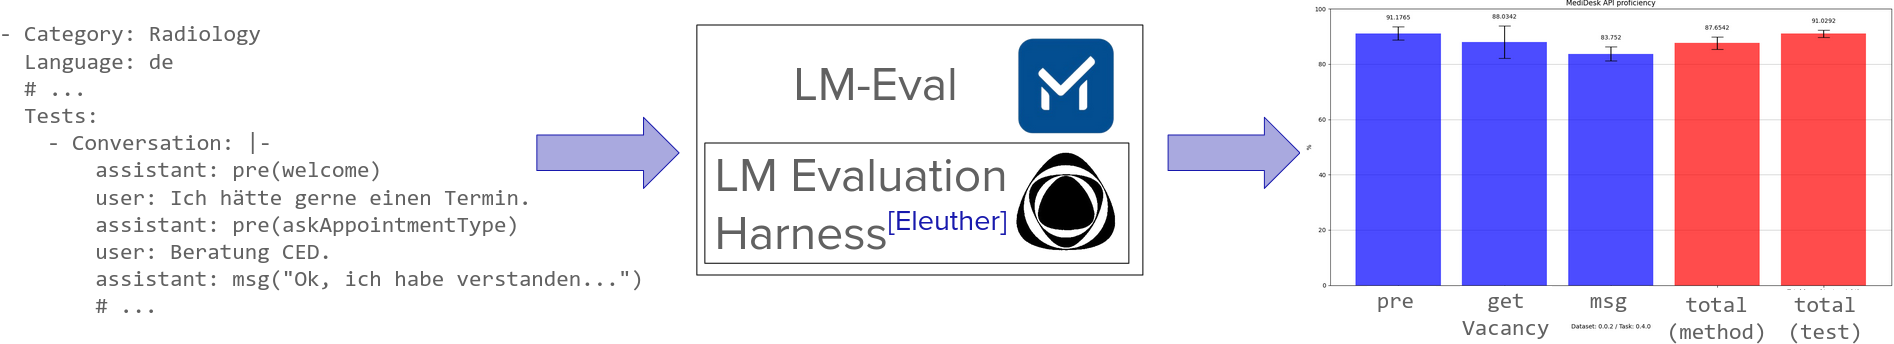 - Category: Radiology
Language: de
# ...
Tests:
- Conversation: |-
assistant: pre(welcome)
user: Ich hätte gerne einen Termin.
assistant: pre(askAppointmentType)
user: Beratung CED.
assistant: msg("Ok, ich habe verstanden...")
# ...
LM-Eval
LM Evaluation
Harness[Eleuther]
MediDesk API proficiency
100
80
60
40
20
0
%
91.1765
88.0342
83.752
87.6542
91.0292
pre
get
Vacancy
msg
total
(method)
total
(test)
Dataset: 0.0.2 / Task: 0.4.0